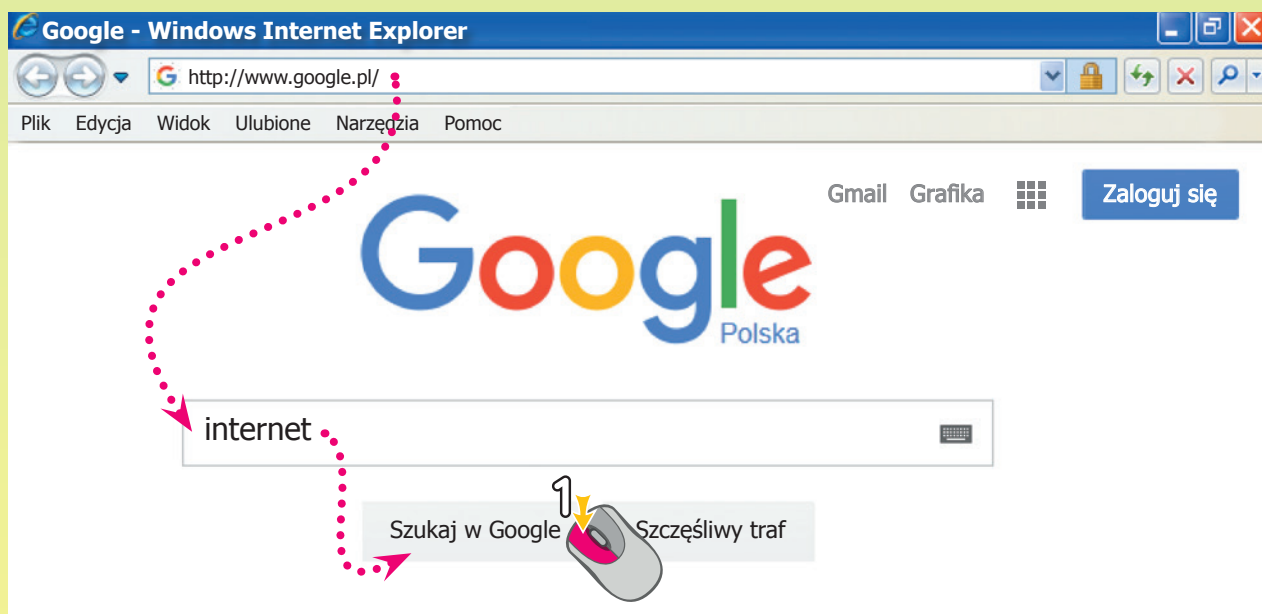 Google - Windows Internet Explorer
http://www.google.pl/
Plik Edycja Widok Ulubione Narzędzia Pomoc
Gmail Grafika Zaloguj się
Google
Polska
internet
1
Szukaj w Google Szczęśliwy traf